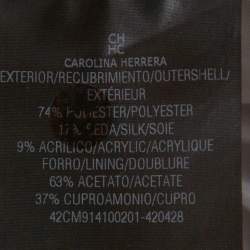 CH
HC
CAROLINA HERRERA
EXTERIOR/RECUBRIMIENTO/OUTERSHELL/
EXTÉRIEUR
74% POLIESTER/POLYESTER
17% SEDA/SILK/SOIE
9% ACRILICO/ACRYLIC/ACRYLIQUE
FORRO/LINING/DOUBLURE
63% ACETATO/ACETATE
37% CUPROAMONIO/CUPRO
42CM914100201-420428